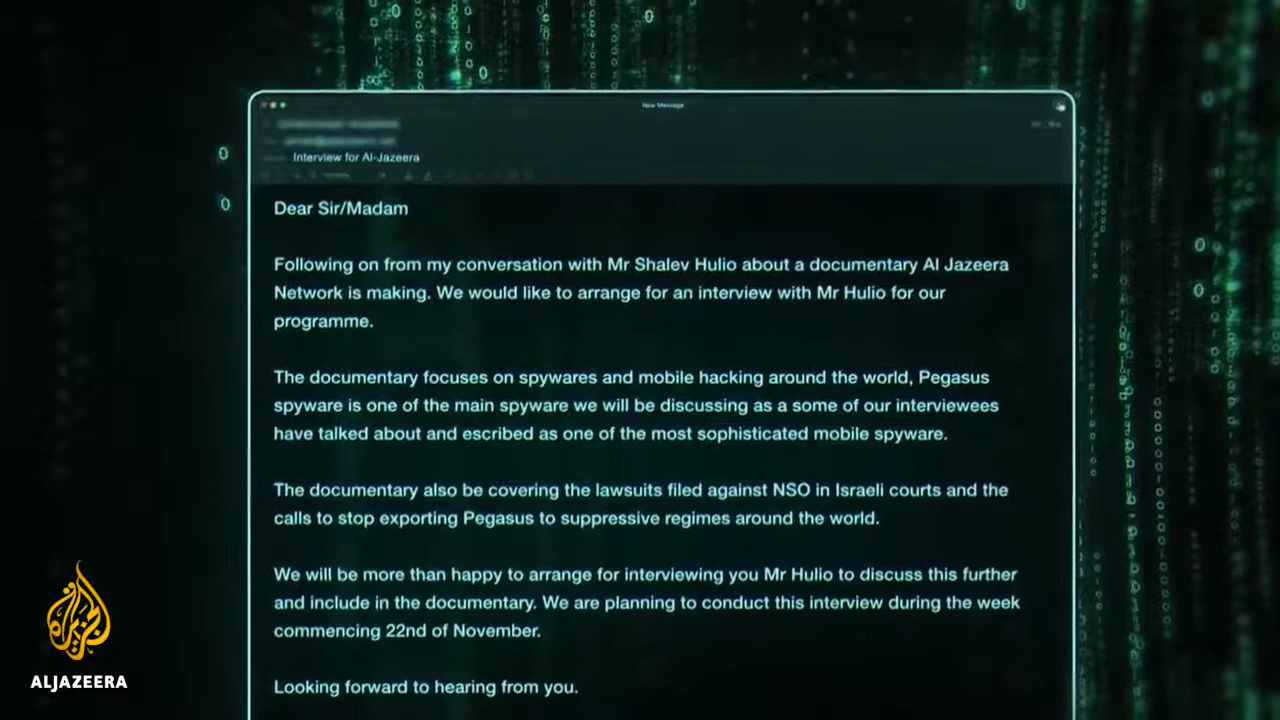 New Message
Interview for Al-Jazeera
Dear Sir/Madam
Following on from my conversation with Mr Shalev Hulio about a documentary Al Jazeera
Network is making. We would like to arrange for an interview with Mr Hulio for our
programme.
The documentary focuses on spywares and mobile hacking around the world, Pegasus
spyware is one of the main spyware we will be discussing as a some of our interviewees
have talked about and escribed as one of the most sophisticated mobile spyware.
The documentary also be covering the lawsuits filed against NSO in Israeli courts and the
calls to stop exporting Pegasus to suppressive regimes around the world.
We will be more than happy to arrange for interviewing you Mr Hulio to discuss this further
and include in the documentary. We are planning to conduct this interview during the week
commencing 22nd of November.
Looking forward to hearing from you.
ALJAZEERA